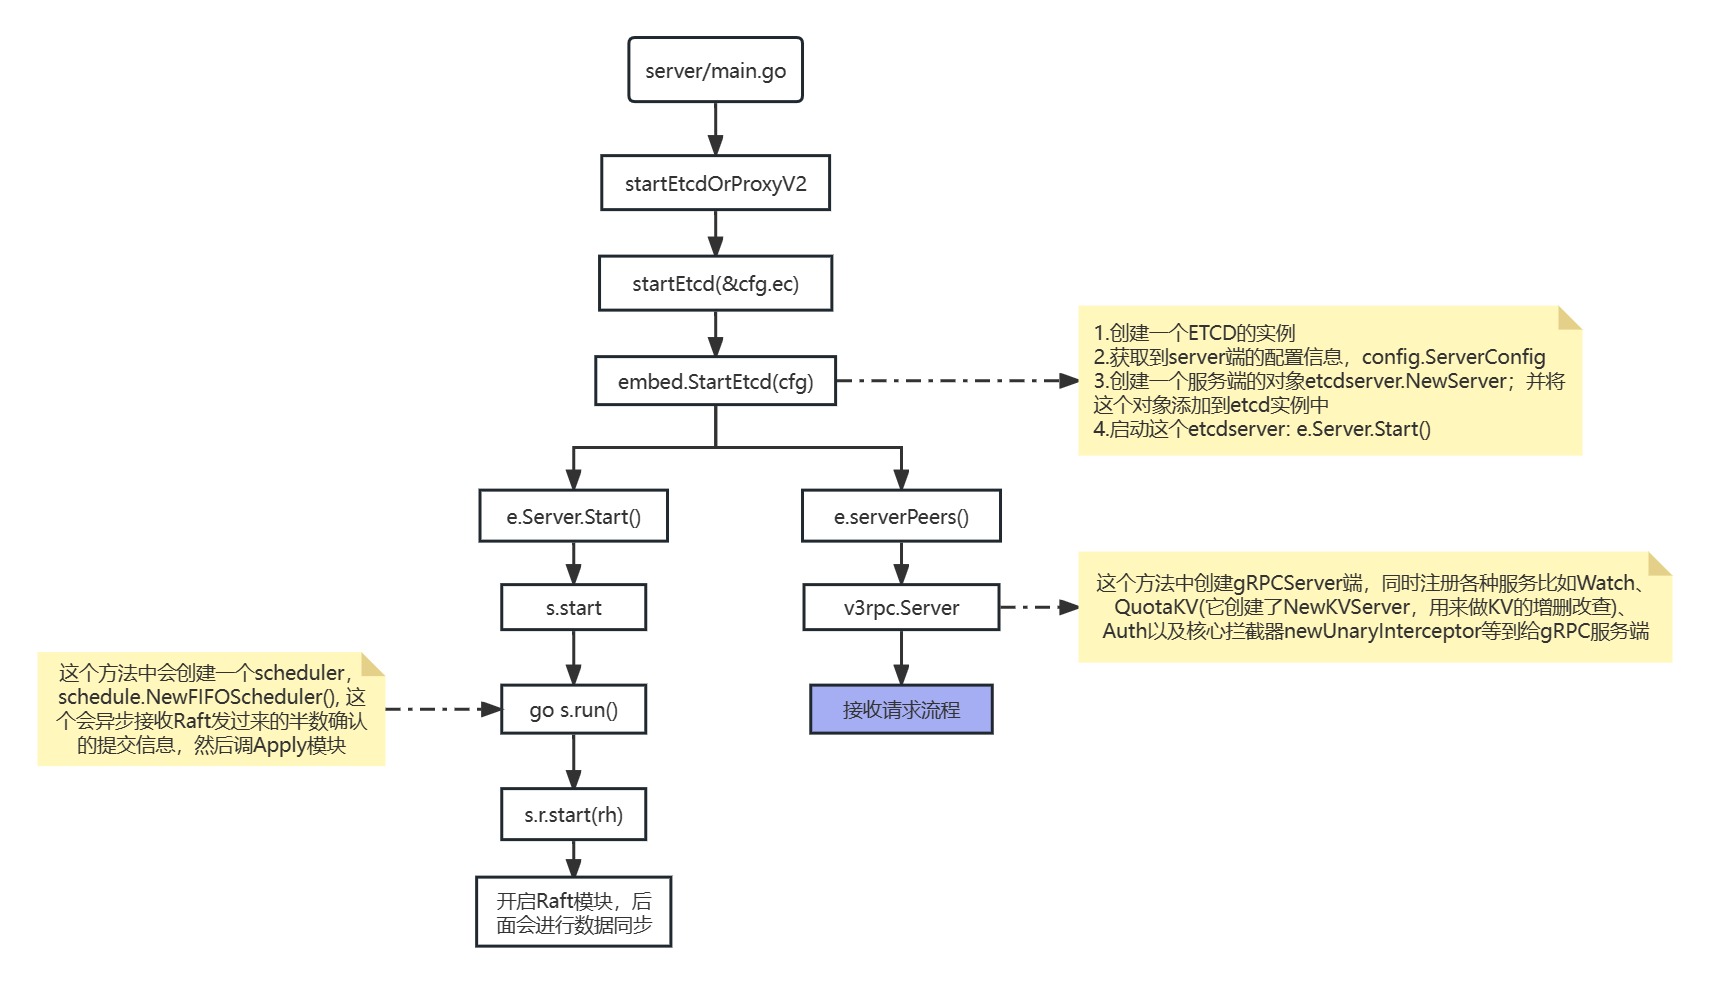 server/main.go
startEtcdOrProxyV2
startEtcd(&cfg.ec)
embed.StartEtcd(cfg)
1.创建一个ETCD的实例
2.获取到server端的配置信息，config.ServerConfig
3.创建一个服务端的对象etcdserver.NewServer；并将
这个对象添加到etcd实例中
4.启动这个etcdserver: e.Server.Start()
e.Server.Start()
e.serverPeers()
s.start
v3rpc.Server
这个方法中创建gRPCServer端，同时注册各种服务比如Watch、
QuotaKV(它创建了NewKVServer，用来做KV的增删改查)、
Auth以及核心拦截器newUnaryInterceptor等到给gRPC服务端
这个方法中会创建一个scheduler，
schedule.NewFIFOScheduler(), 这
个会异步接收Raft发过来的半数确认
的提交信息，然后调Apply模块
go s.run()
接收请求流程
s.r.start(rh)
开启Raft模块，后
面会进行数据同步